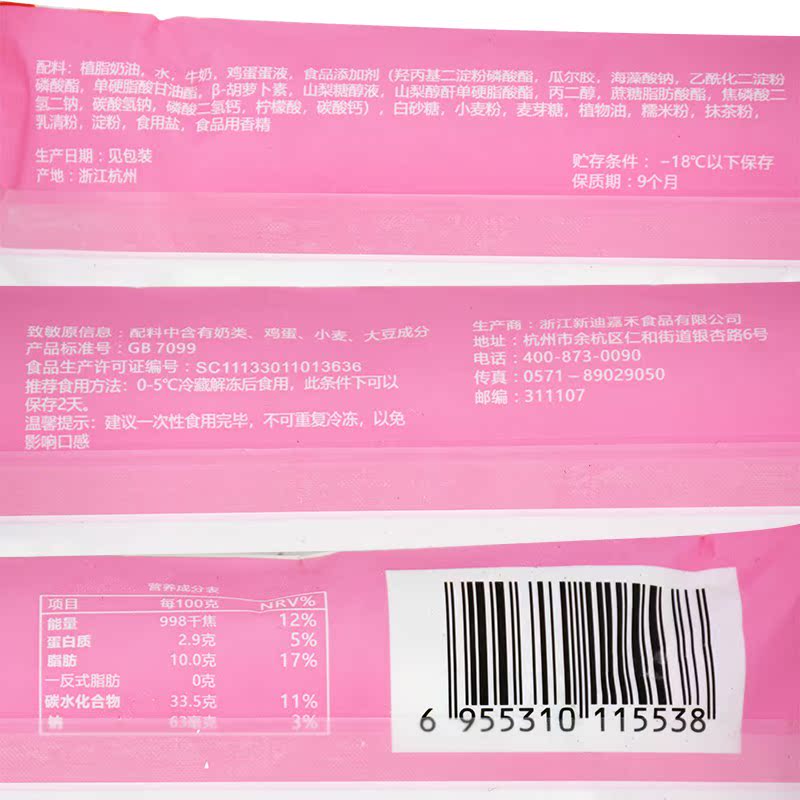 配料：植脂奶油，水，牛奶，鸡蛋蛋液，食品添加剂（羟丙基二淀粉磷酸酯，瓜尔胶，海藻酸钠，乙酰化二淀粉
磷酸酯，单硬脂酸甘油酯，β-胡萝卜素，山梨糖醇液，山梨醇酐单硬脂酸酯，丙二醇，蔗糖脂肪酸酯，焦磷酸二
氢二钠，碳酸氢钠，磷酸二氢钙，柠檬酸，碳酸钙），白砂糖，小麦粉，麦芽糖，植物油，糯米粉，抹茶粉，
乳清粉，淀粉，食用盐，食品用香精
生产日期：见包装
产地：浙江杭州
贮存条件：-18℃以下保存
保质期：9个月
致敏原信息：配料中含有奶类、鸡蛋、小麦、大豆成分
产品标准号：GB 7099
食品生产许可证编号：SC11133011013636
推荐食用方法：0-5℃冷藏解冻后食用，此条件下可以
保存2天。
温馨提示：建议一次性食用完毕，不可重复冷冻，以免
影响口感
生产商：浙江新迪嘉禾食品有限公司
地址：杭州市余杭区仁和街道银杏路6号
电话：400-873-0090
传真：0571－89029050
邮编：311107
营养成分表
项目 每100克 NRV%
能量 998千焦 12%
蛋白质 2.9克 5%
脂肪 10.0克 17%
一反式脂肪 0克
碳水化合物 33.5克 11%
钠 63毫克 3%
6 955310 115538